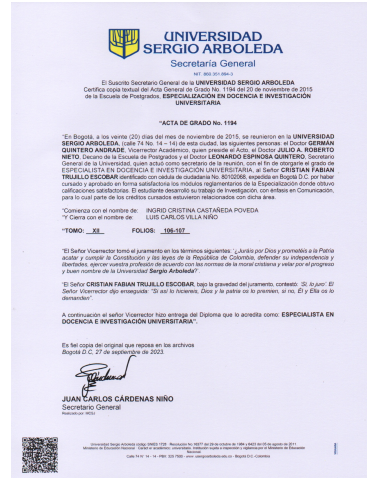 UNIVERSIDAD
SERGIO ARBOLEDA
Secretaría General
NIT. 860.351.894-3
El Suscrito Secretario General de la UNIVERSIDAD SERGIO ARBOLEDA
Certifica copia textual del Acta General de Grado No. 1194 del 20 de noviembre de 2015
de la Escuela de Postgrados, ESPECIALIZACIÓN EN DOCENCIA E INVESTIGACIÓN
UNIVERSITARIA
"ACTA DE GRADO No. 1194
"En Bogotá, a los veinte (20) días del mes de noviembre de 2015, se reunieron en la UNIVERSIDAD
SERGIO ARBOLEDA, (calle 74 No. 14 – 14) de esta ciudad, las siguientes personas: el Doctor GERMÁN
QUINTERO ANDRADE, Vicerrector Académico, quien preside el Acto, el Doctor JULIO A. ROBERTO
NIETO, Decano de la Escuela de Postgrados y el Doctor LEONARDO ESPINOSA QUINTERO, Secretario
General de la Universidad, quien actuó como secretario de la reunión, con el fin de otorgarle el grado de
ESPECIALISTA EN DOCENCIA E INVESTIGACIÓN UNIVERSITARIA, al Señor CRISTIAN FABIAN
TRUJILLO ESCOBAR identificado con cédula de ciudadanía No. 80102068, expedida en Bogotá D.C. por haber
cursado y aprobado en forma satisfactoria los módulos reglamentarios de la Especialización donde obtuvo
calificaciones satisfactorias. El estudiante desarrolló su trabajo de Investigación, con énfasis en Comunicación,
para lo cual parte de los créditos cursados estuvieron relacionados con dicha área.
"Comienza con el nombre de: INGRID CRISTINA CASTAÑEDA POVEDA
"Y Cierra con el nombre de: LUIS CARLOS VILLA NIÑO
"TOMO: XII FOLIOS: 106-107
"El Señor Vicerrector tomó el juramento en los términos siguientes: "¿Juráis por Dios y prometéis a la Patria
acatar y cumplir la Constitución y las leyes de la República de Colombia, defender su independencia y
libertades, ejercer vuestra profesión de acuerdo con las normas de la moral cristiana y velar por el progreso
y buen nombre de la Universidad Sergio Arboleda?".
"El Señor CRISTIAN FABIAN TRUJILLO ESCOBAR, bajo la gravedad del juramento, contestó: "Sí, lo juro". El
Señor Vicerrector dijo enseguida: "Si así lo hiciereis, Dios y la patria os lo premien, si no, Él y Ella os lo
demanden".
A continuación el señor Vicerrector hizo entrega del Diploma que lo acredita como: ESPECIALISTA EN
DOCENCIA E INVESTIGACIÓN UNIVERSITARIA".
Es fiel copia del original que reposa en los archivos
Bogotá D.C, 27 de septiembre de 2023.
JUAN CARLOS CÁRDENAS NIÑO
Secretario General